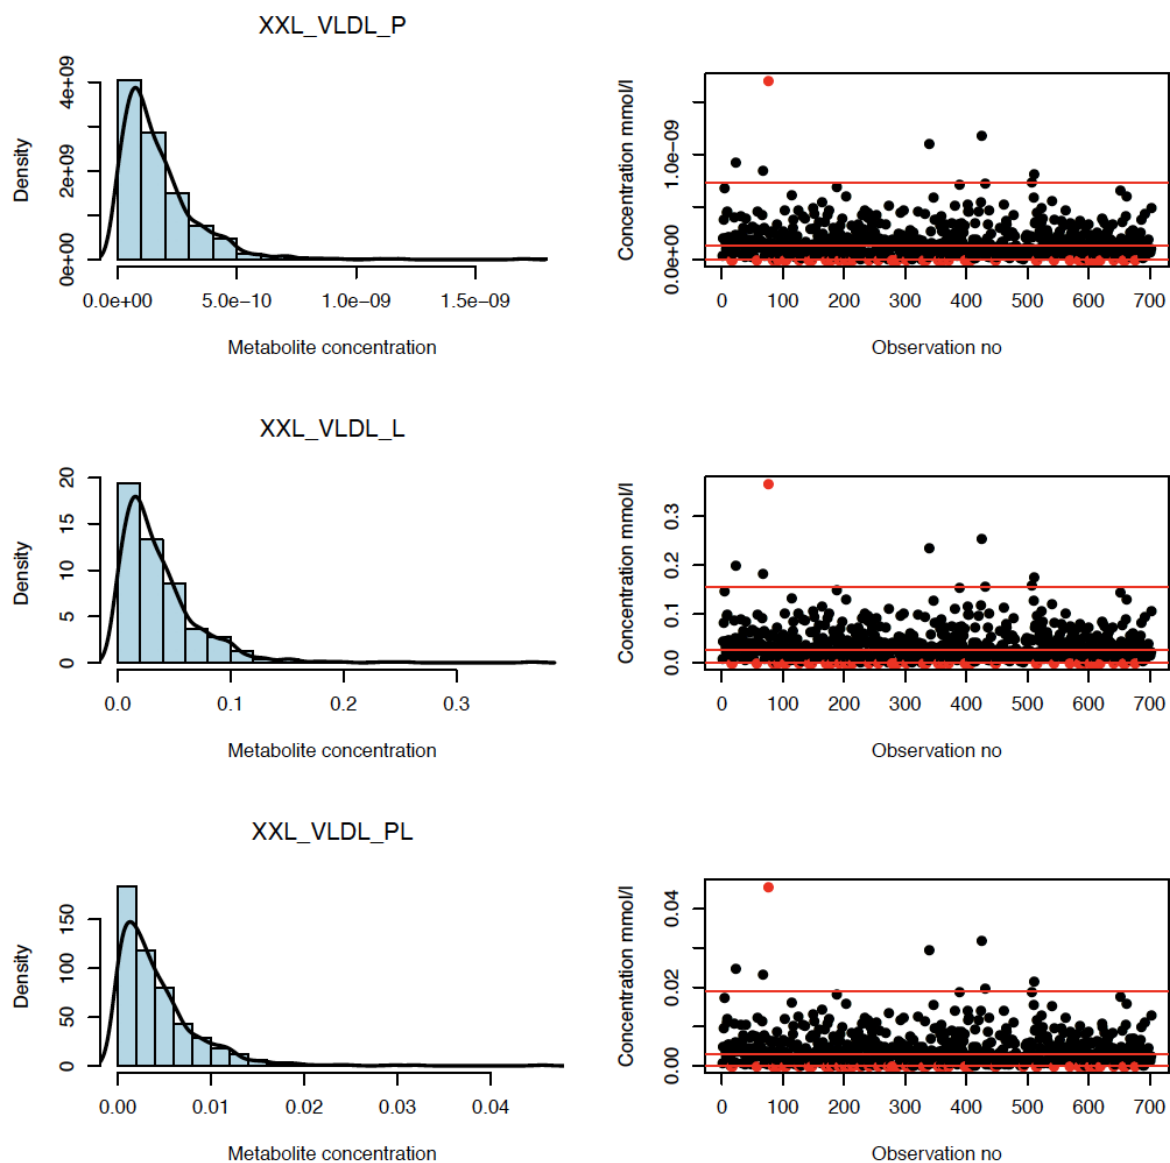 XXL_VLDL_P
Density
0e+00 2e+09 4e+09
0.0e+00 5.0e−10 1.0e−09 1.5e−09
Metabolite concentration
Concentration mmol/l
0.0e+00 1.0e−09
0 100 200 300 400 500 600 700
Observation no
XXL_VLDL_L
Density
0 5 10 15 20
0.0 0.1 0.2 0.3
Metabolite concentration
Concentration mmol/l
0.0 0.1 0.2 0.3
0 100 200 300 400 500 600 700
Observation no
XXL_VLDL_PL
Density
0 50 100 150
0.00 0.01 0.02 0.03 0.04
Metabolite concentration
Concentration mmol/l
0.00 0.02 0.04
0 100 200 300 400 500 600 700
Observation no